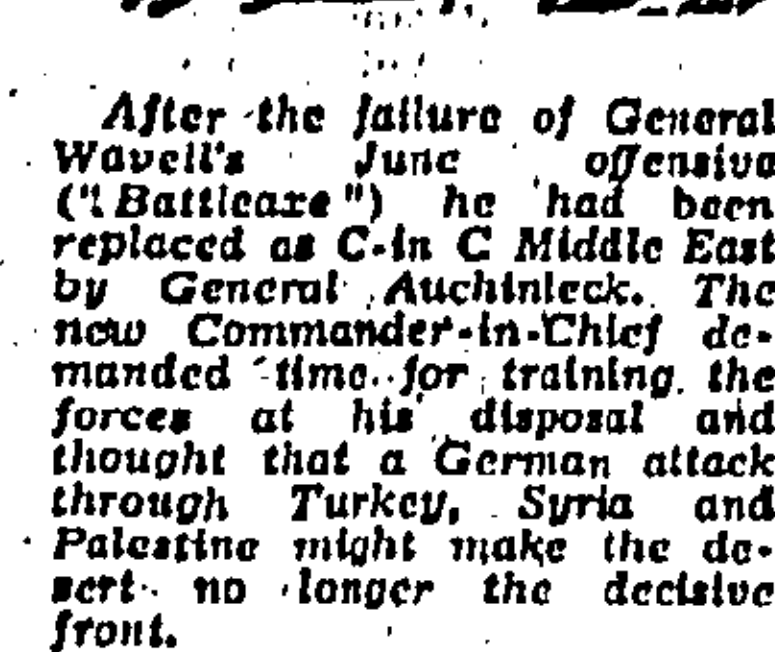 After the failure of General
Wavell's June offensive
("Battleaxe") he had been
replaced as C-in C Middle East
by General Auchinleck. The
new Commander-in-Chief de-
manded time for training the
forces at his disposal and
thought that a German attack
through Turkey, Syria and
Palestine might make the de-
sert no longer the decisive
front.